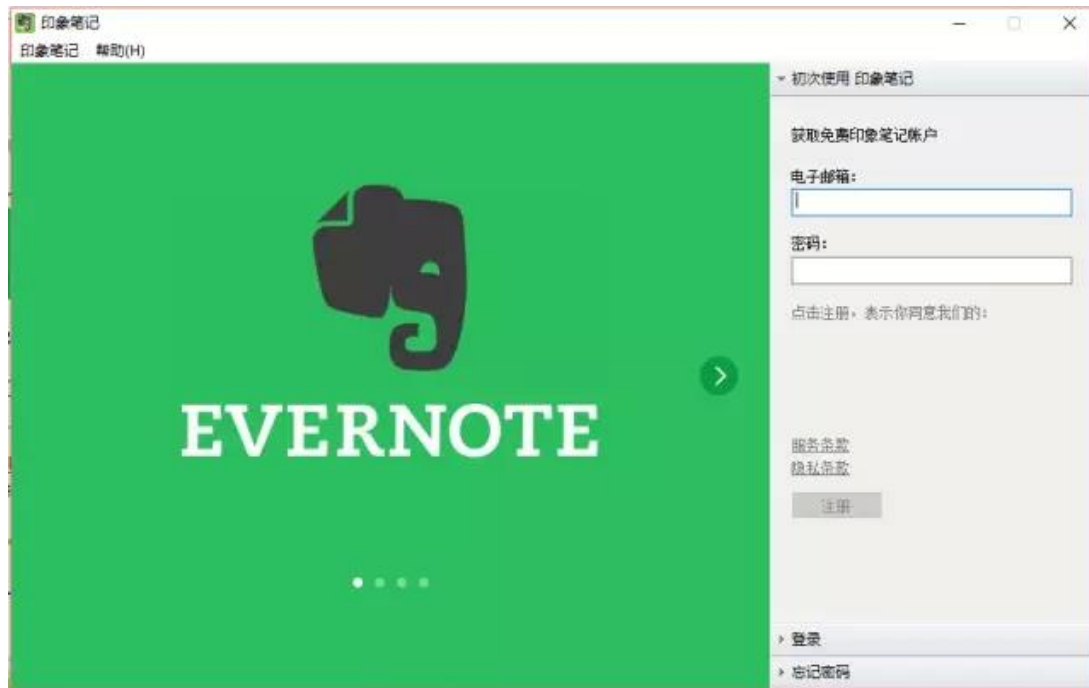 印象笔记
印象笔记 帮助(H)
EVERNOTE
初次使用 印象笔记
获取免费印象笔记帐户
电子邮箱:
密码:
点击注册，表示你同意我们的:
服务条款
隐私条款
注册
登录
忘记密码